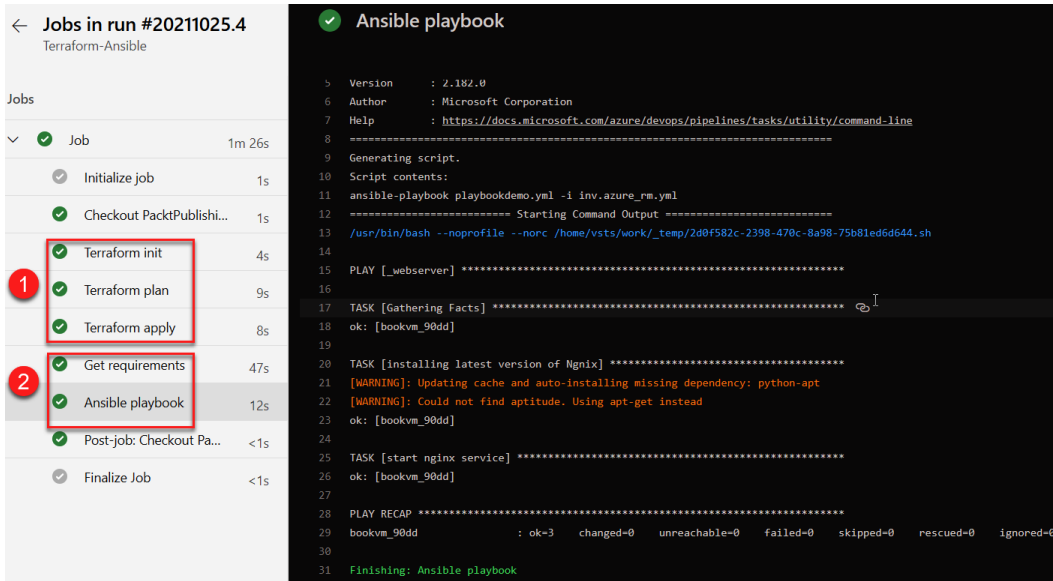 Jobs in run #20211025.4
Terraform-Ansible
Jobs
Job 1m 26s
Initialize job 1s
Checkout PacktPublishi... 1s
Terraform init 4s
1
Terraform plan 9s
Terraform apply 8s
Get requirements 47s
2
Ansible playbook 12s
Post-job: Checkout Pa... <1s
Finalize Job <1s
Ansible playbook
5 Version : 2.182.0
6 Author : Microsoft Corporation
7 Help : https://docs.microsoft.com/azure/devops/pipelines/tasks/utility/command-line
8 ==============================================================================
9 Generating script.
10 Script contents:
11 ansible-playbook playbookdemo.yml -i inv.azure_rm.yml
12 ========================== Starting Command Output ===========================
13 /usr/bin/bash --noprofile --norc /home/vsts/work/_temp/2d0f582c-2398-470c-8a98-75b81ed6d644.sh
14
15 PLAY [_webserver] **************************************************************
16
17 TASK [Gathering Facts] *********************************************************
18 ok: [bookvm_90dd]
19
20 TASK [installing latest version of Ngnix] **************************************
21 [WARNING]: Updating cache and auto-installing missing dependency: python-apt
22 [WARNING]: Could not find aptitude. Using apt-get instead
23 ok: [bookvm_90dd]
24
25 TASK [start nginx service] *****************************************************
26 ok: [bookvm_90dd]
27
28 PLAY RECAP *********************************************************************
29 bookvm_90dd : ok=3 changed=0 unreachable=0 failed=0 skipped=0 rescued=0 ignored=0
30
31 Finishing: Ansible playbook